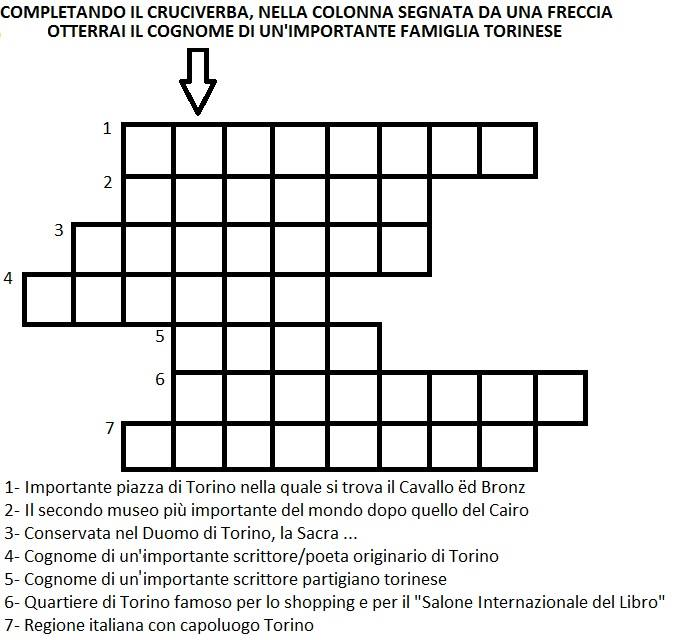 COMPLETANDO IL CRUCIVERBA, NELLA COLONNA SEGNATA DA UNA FRECCIA
OTTERRAI IL COGNOME DI UN'IMPORTANTE FAMIGLIA TORINESE
1
2
3
4
5
6
7
1- Importante piazza di Torino nella quale si trova il Cavallo ëd Bronz
2- Il secondo museo più importante del mondo dopo quello del Cairo
3- Conservata nel Duomo di Torino, la Sacra ...
4- Cognome di un'importante scrittore/poeta originario di Torino
5- Cognome di un'importante scrittore partigiano torinese
6- Quartiere di Torino famoso per lo shopping e per il "Salone Internazionale del Libro"
7- Regione italiana con capoluogo Torino